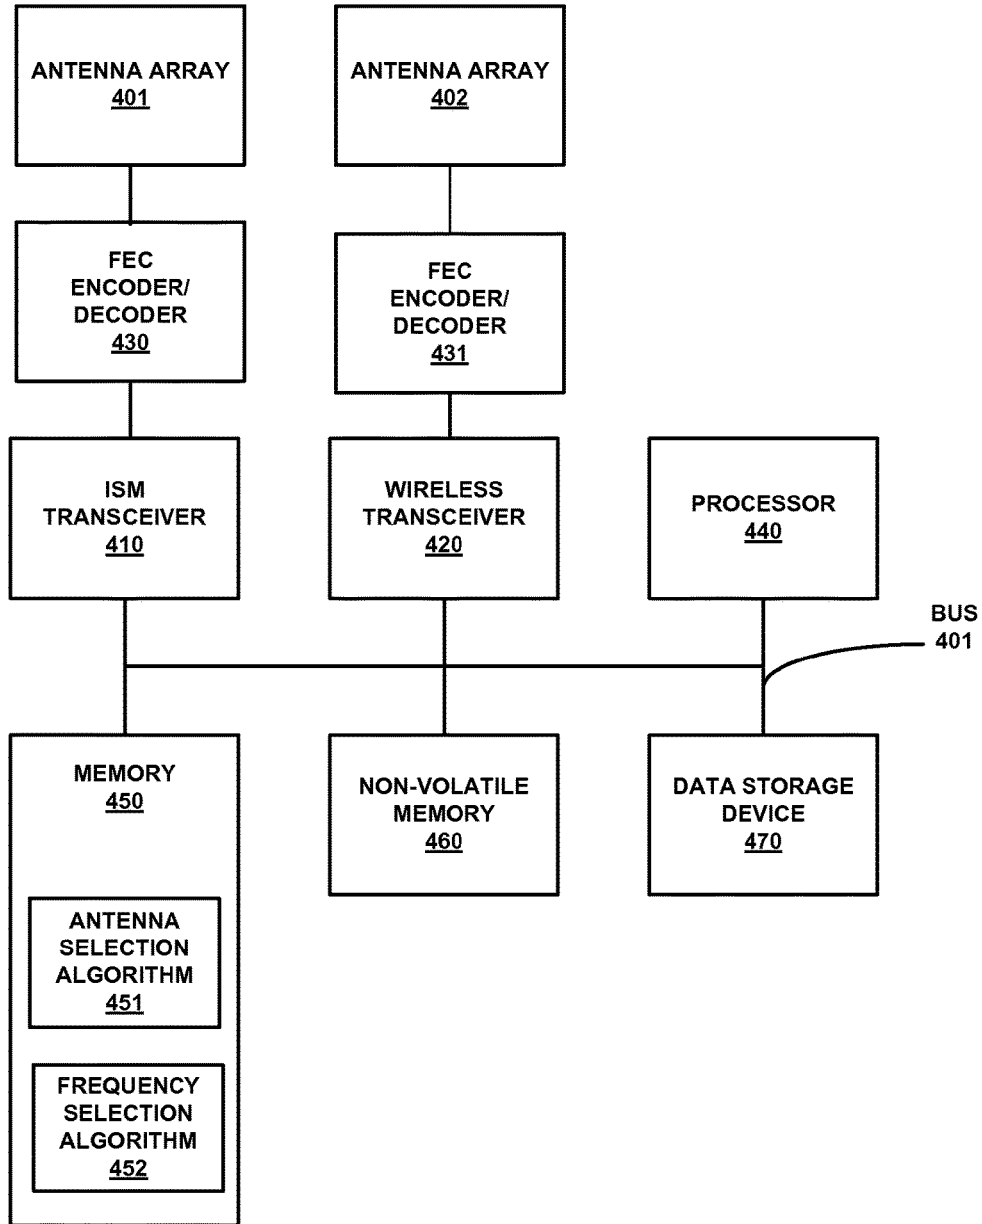 ANTENNA ARRAY
401
ANTENNA ARRAY
402
FEC
ENCODER/
DECODER
430
FEC
ENCODER/
DECODER
431
ISM
TRANSCEIVER
410
WIRELESS
TRANSCEIVER
420
PROCESSOR
440
BUS
401
MEMORY
450
NON-VOLATILE
MEMORY
460
DATA STORAGE
DEVICE
470
ANTENNA
SELECTION
ALGORITHM
451
FREQUENCY
SELECTION
ALGORITHM
452